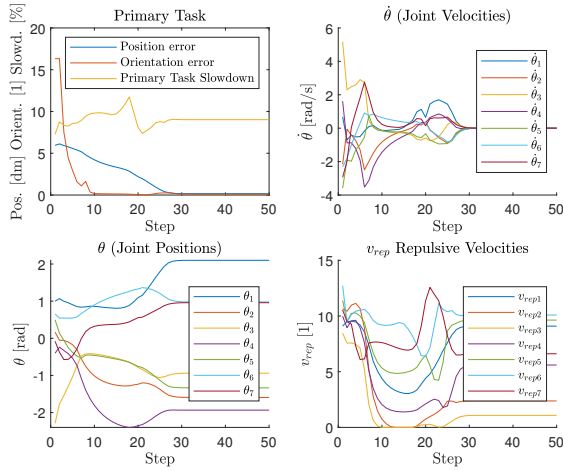 Primary Task
Pos. [dm] Orient. [1] Slowd. [%]
20
15
10
5
0
Position error
Orientation error
Primary Task Slowdown
0 10 20 30 40 50
Step
θ̇ (Joint Velocities)
θ̇ [rad/s]
6
4
2
0
-2
-4
θ̇1
θ̇2
θ̇3
θ̇4
θ̇5
θ̇6
θ̇7
0 10 20 30 40 50
Step
θ (Joint Positions)
θ [rad]
2
1
0
-1
-2
θ1
θ2
θ3
θ4
θ5
θ6
θ7
0 10 20 30 40 50
Step
vrep Repulsive Velocities
vrep [1]
15
10
5
0
vrep1
vrep2
vrep3
vrep4
vrep5
vrep6
vrep7
0 10 20 30 40 50
Step